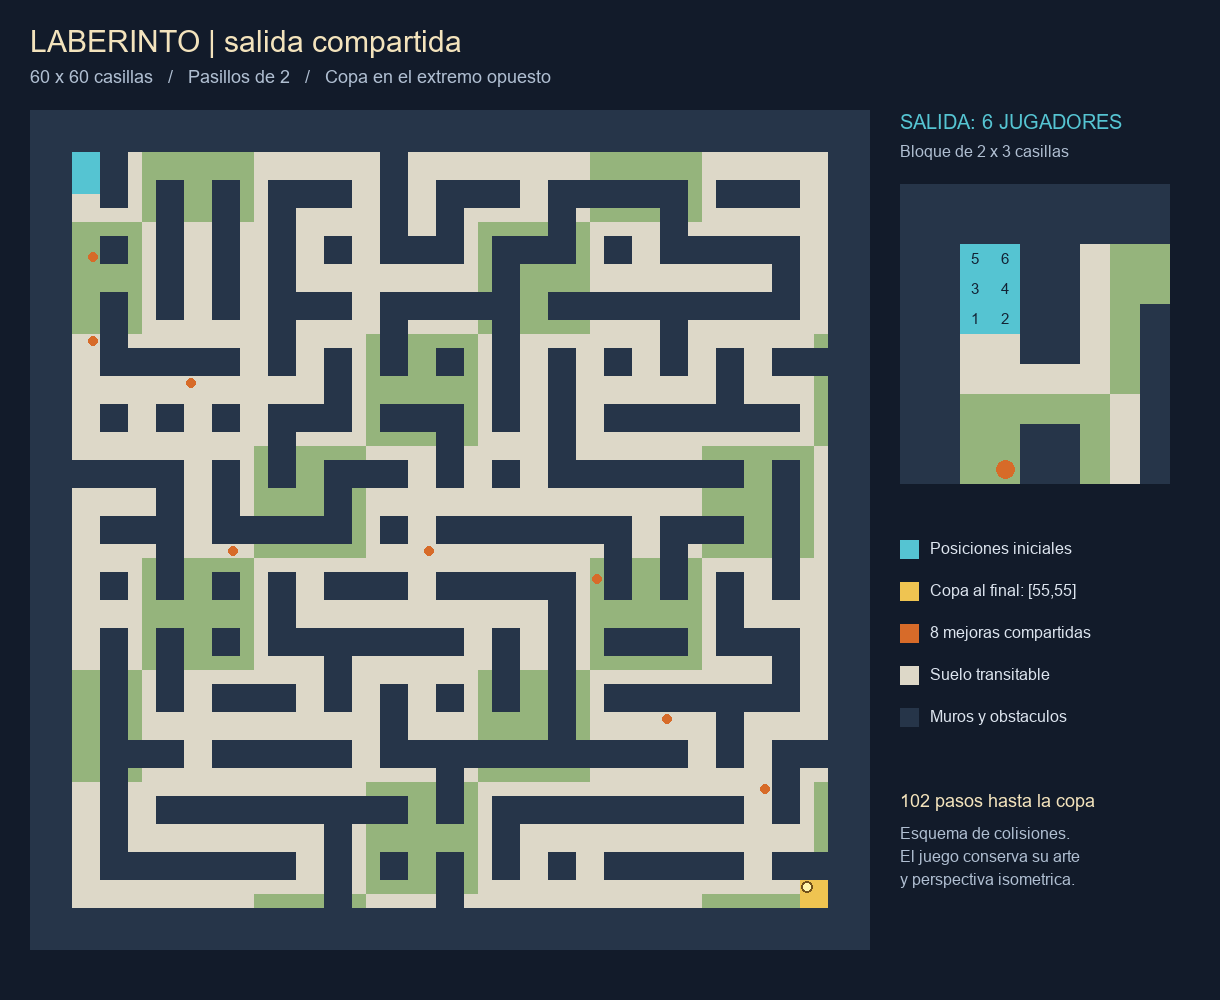 LABERINTO | salida compartida
60 x 60 casillas / Pasillos de 2 / Copa en el extremo opuesto
SALIDA: 6 JUGADORES
Bloque de 2 x 3 casillas
5 6
3 4
1 2
Posiciones iniciales
Copa al final: [55,55]
8 mejoras compartidas
Suelo transitable
Muros y obstaculos
102 pasos hasta la copa
Esquema de colisiones.
El juego conserva su arte
y perspectiva isometrica.